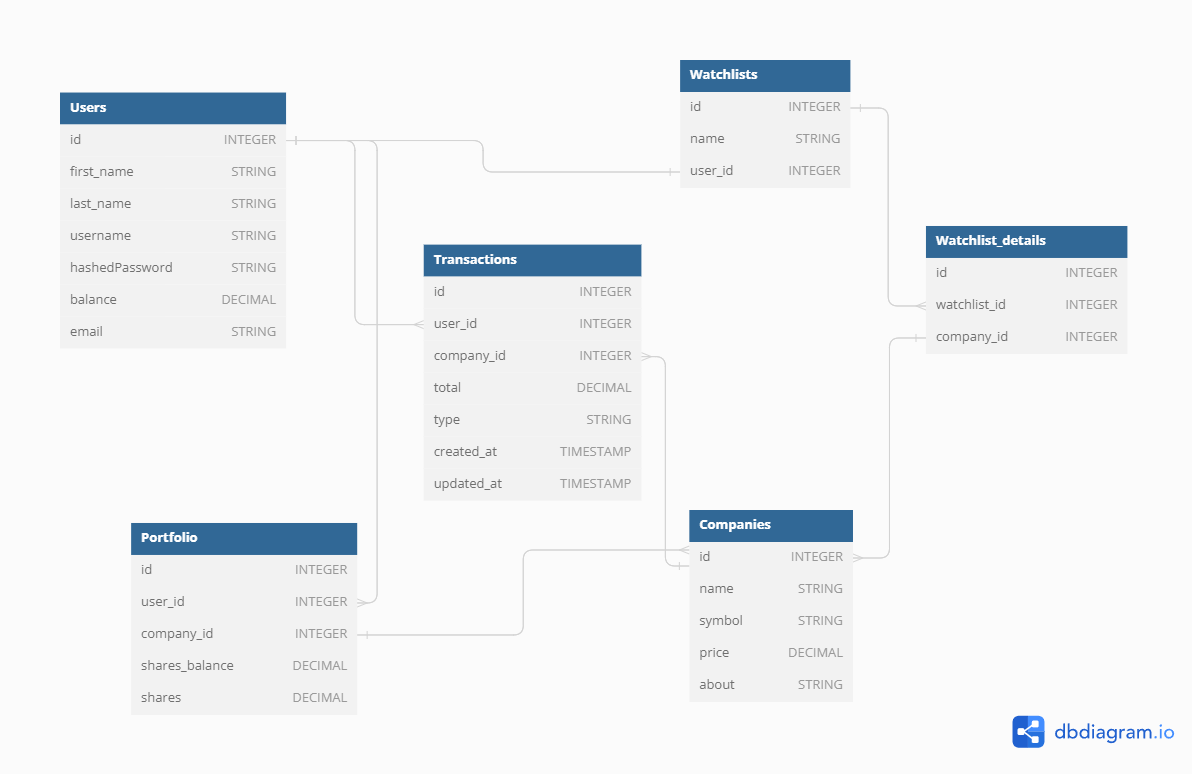 Users
id INTEGER
first_name STRING
last_name STRING
username STRING
hashedPassword STRING
balance DECIMAL
email STRING
Watchlists
id INTEGER
name STRING
user_id INTEGER
Transactions
id INTEGER
user_id INTEGER
company_id INTEGER
total DECIMAL
type STRING
created_at TIMESTAMP
updated_at TIMESTAMP
Watchlist_details
id INTEGER
watchlist_id INTEGER
company_id INTEGER
Portfolio
id INTEGER
user_id INTEGER
company_id INTEGER
shares_balance DECIMAL
shares DECIMAL
Companies
id INTEGER
name STRING
symbol STRING
price DECIMAL
about STRING
dbdiagram.io